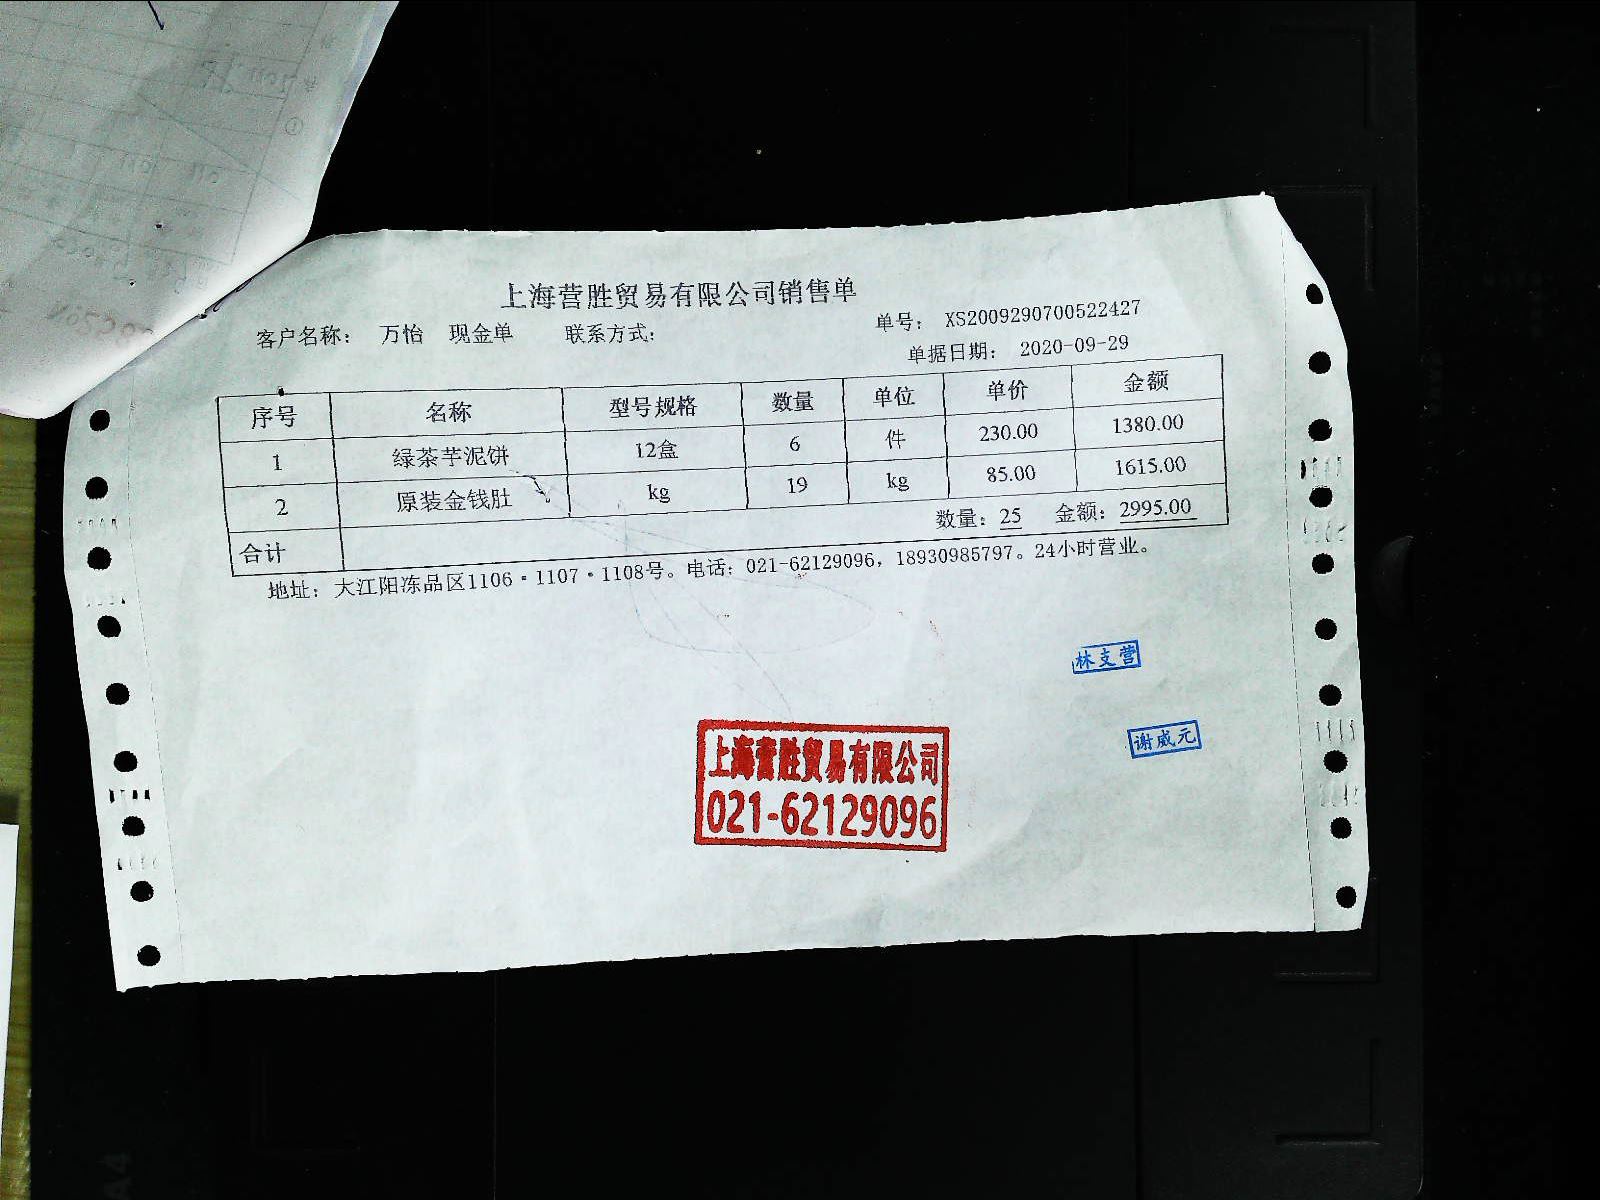 上海营胜贸易有限公司销售单
客户名称： 万怡 现金单 联系方式： 单号： XS2009290700522427
单据日期： 2020-09-29
序号 名称 型号规格 数量 单位 单价 金额
1 绿茶芋泥饼 12盒 6 件 230.00 1380.00
2 原装金钱肚 kg 19 kg 85.00 1615.00
合计 数量：25 金额：2995.00
地址：大江阳冻品区1106·1107·1108号。电话：021-62129096，18930985797。24小时营业。
林支营
谢威元
上海营胜贸易有限公司
021-62129096